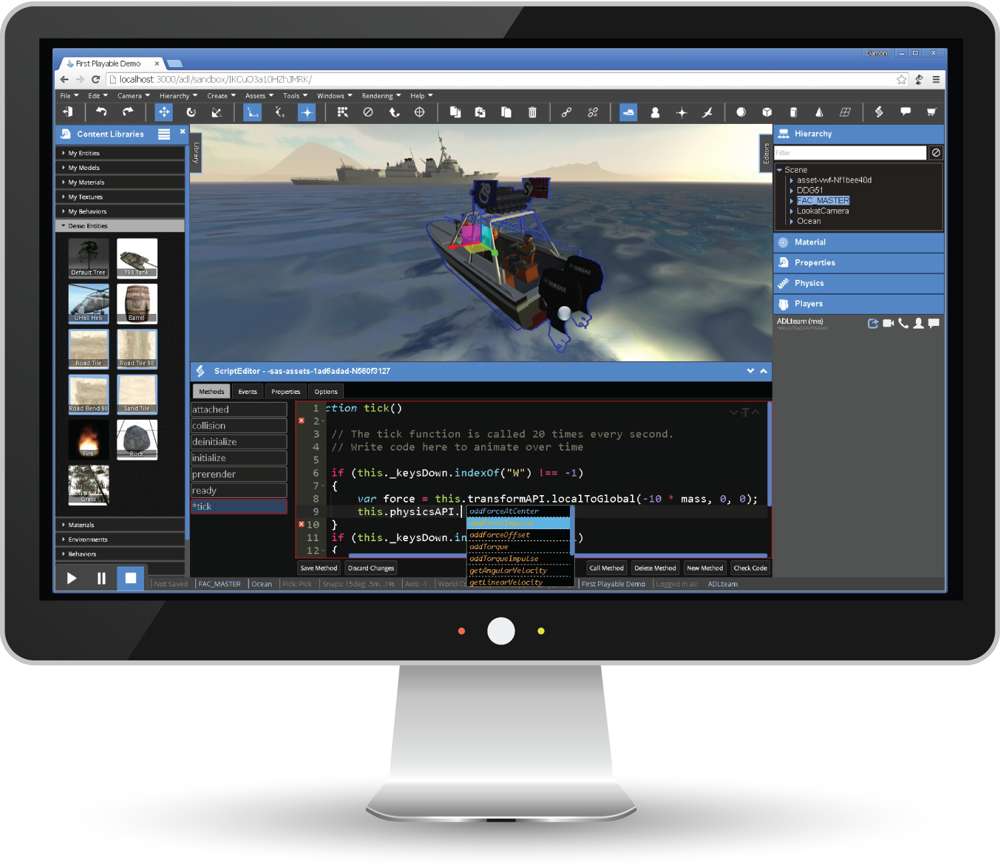 Damon
First Playable Demo
localhost:3000/adl/sandbox/IKCuO3a10HZhJMRK/
File Edit Camera Hierarchy Create Assets Tools Windows Rendering Help
Content Libraries
My Entities
My Models
My Materials
My Textures
My Behaviors
Demo Entities
Default Tree T90 Tank
UH60 Heli Barrel
Road Tile Road Tile 90
Road Bend 90 Sand Tile
Fire Rock
Grass
Materials
Environments
Behaviors
Library
YAMAHA
YAMAHA
Editors
Hierarchy
Filter
Scene
asset-vwf-Nf1bee40d
DDG51
FAC_MASTER
LookatCamera
Ocean
Material
Properties
Physics
Players
ADLteam (me)
ScriptEditor - -sas-assets-1ad6adad-N560f3127
Methods Events Properties Options
attached
collision
deinitialize
initialize
prerender
ready
*tick
1 ction tick()
2
3 // The tick function is called 20 times every second.
4 // Write code here to animate over time
5
6 if (this._keysDown.indexOf("W") !== -1)
7 {
8 var force = this.transformAPI.localToGlobal(-10 * mass, 0, 0);
9 this.physicsAPI.
10 }
11 if (this._keysDown.in )
12 {
addForceAtCenter
addForceImpulse
addForceOffset
addTorque
addTorqueImpulse
getAngularVelocity
getLinearVelocity
Save Method Discard Changes Call Method Delete Method New Method Check Code
Not Saved FAC_MASTER Ocean Pick: Pick Snaps: 15deg, .5m, .1% Axis: -1 World Co First Playable Demo Logged in as: ADLteam